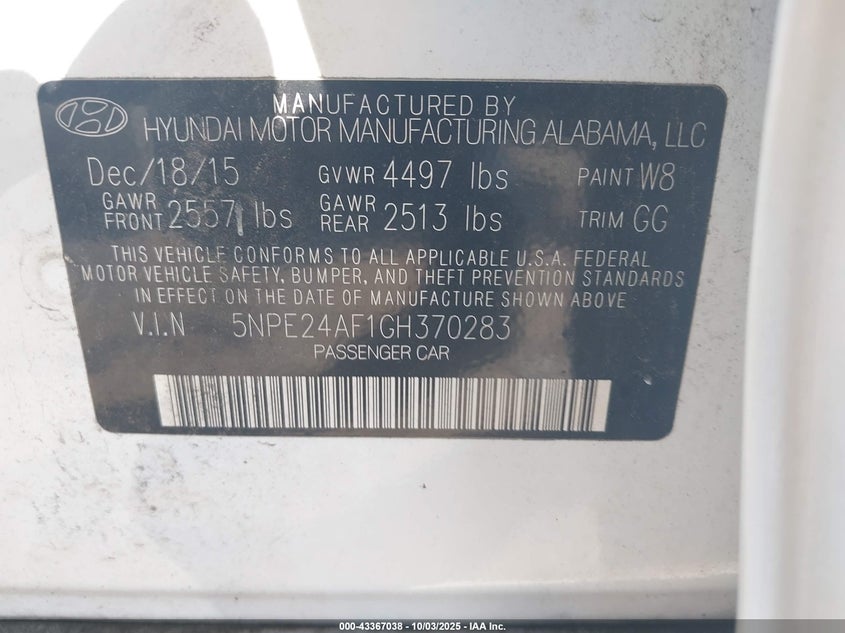 MANUFACTURED BY
HYUNDAI MOTOR MANUFACTURING ALABAMA, LLC
Dec/18/15 GVWR 4497 lbs PAINT W8
GAWR FRONT 2557 lbs GAWR REAR 2513 lbs TRIM GG
THIS VEHICLE CONFORMS TO ALL APPLICABLE U.S.A. FEDERAL
MOTOR VEHICLE SAFETY, BUMPER, AND THEFT PREVENTION STANDARDS
IN EFFECT ON THE DATE OF MANUFACTURE SHOWN ABOVE
V.I.N 5NPE24AF1GH370283
PASSENGER CAR
000-43367038 - 10/03/2025 - IAA Inc.